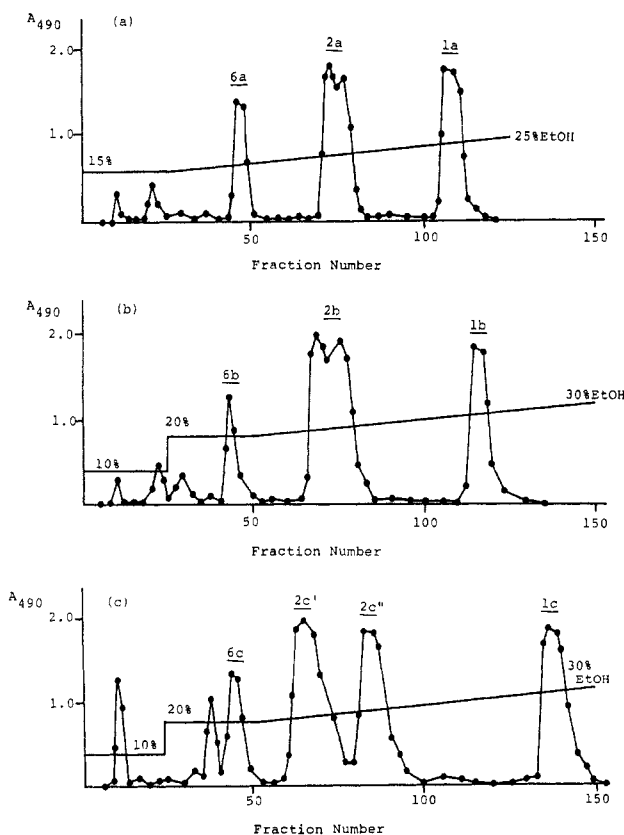 A490 (a)
2.0
2a 1a
6a
1.0
15% 25%EtOH
50 100 150
Fraction Number
A490 (b)
2.0
2b 1b
6b
30%EtOH
1.0
20%
10%
50 100 150
Fraction Number
A490 (c)
2c' 2c" 1c
2.0
6c
30%
EtOH
1.0
20%
10%
50 100 150
Fraction Number